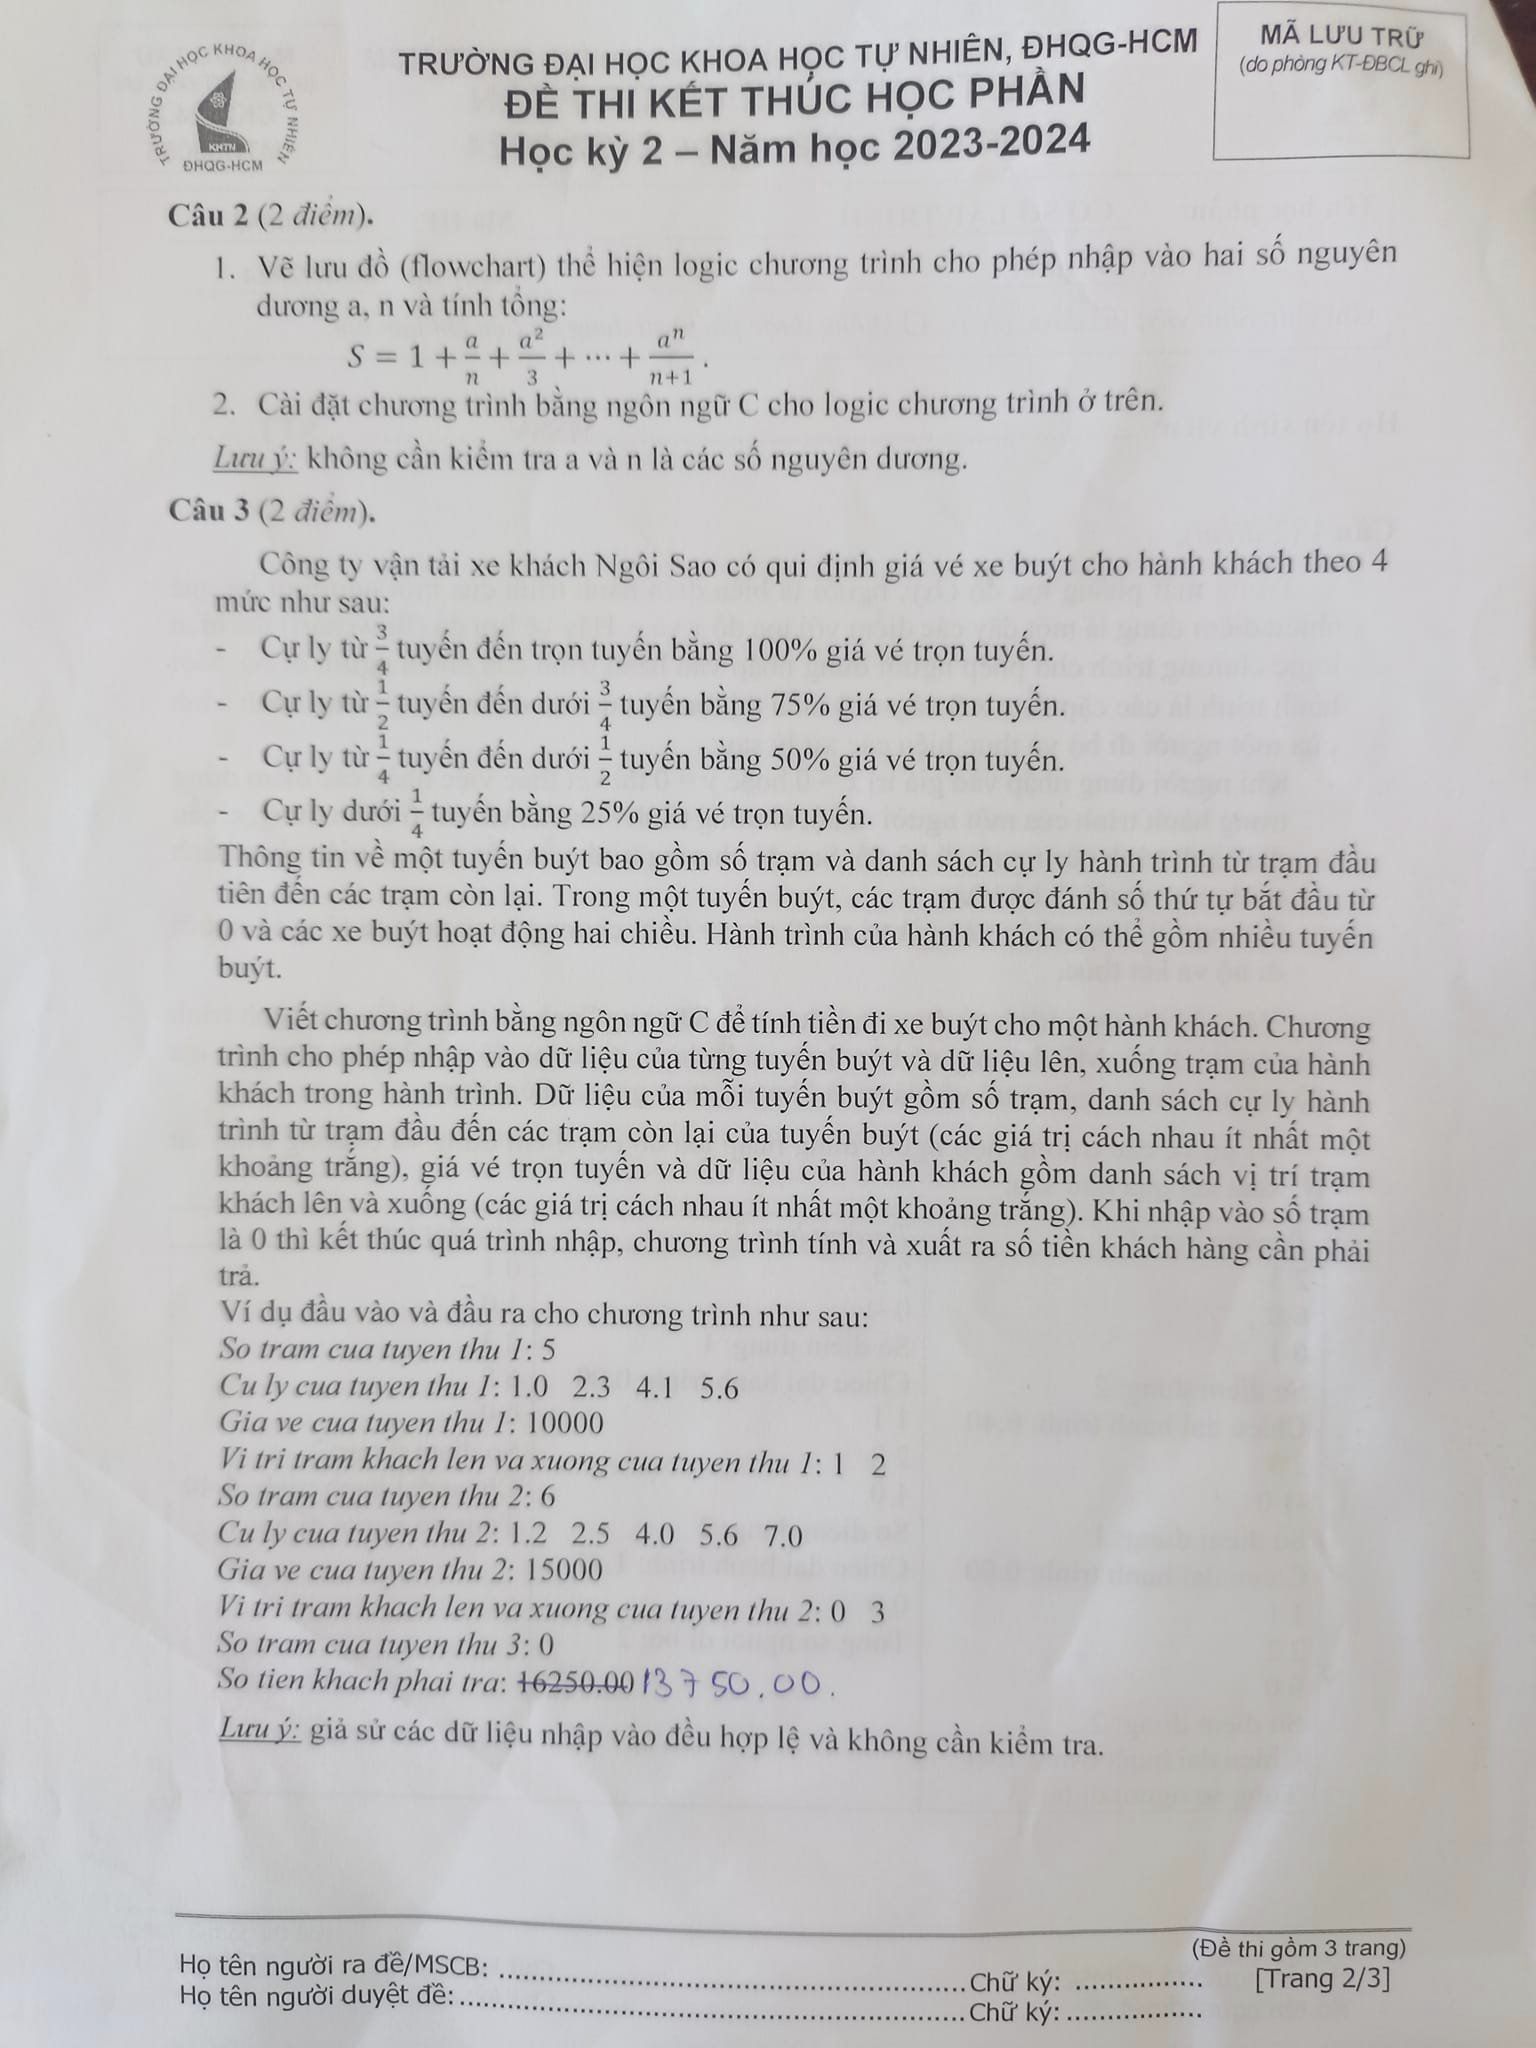 TRƯỜNG ĐẠI HỌC KHOA HỌC TỰ NHIÊN
KHTN
ĐHQG-HCM
TRƯỜNG ĐẠI HỌC KHOA HỌC TỰ NHIÊN, ĐHQG-HCM
ĐỀ THI KẾT THÚC HỌC PHẦN
Học kỳ 2 – Năm học 2023-2024
MÃ LƯU TRỮ
(do phòng KT-ĐBCL ghi)
Câu 2 (2 điểm).
1. Vẽ lưu đồ (flowchart) thể hiện logic chương trình cho phép nhập vào hai số nguyên
dương a, n và tính tổng:
S = 1 + a/n + a²/3 + ⋯ + aⁿ/(n+1) .
2. Cài đặt chương trình bằng ngôn ngữ C cho logic chương trình ở trên.
Lưu ý: không cần kiểm tra a và n là các số nguyên dương.
Câu 3 (2 điểm).
Công ty vận tải xe khách Ngôi Sao có qui định giá vé xe buýt cho hành khách theo 4
mức như sau:
- Cự ly từ 3/4 tuyến đến trọn tuyến bằng 100% giá vé trọn tuyến.
- Cự ly từ 1/2 tuyến đến dưới 3/4 tuyến bằng 75% giá vé trọn tuyến.
- Cự ly từ 1/4 tuyến đến dưới 1/2 tuyến bằng 50% giá vé trọn tuyến.
- Cự ly dưới 1/4 tuyến bằng 25% giá vé trọn tuyến.
Thông tin về một tuyến buýt bao gồm số trạm và danh sách cự ly hành trình từ trạm đầu
tiên đến các trạm còn lại. Trong một tuyến buýt, các trạm được đánh số thứ tự bắt đầu từ
0 và các xe buýt hoạt động hai chiều. Hành trình của hành khách có thể gồm nhiều tuyến
buýt.
Viết chương trình bằng ngôn ngữ C để tính tiền đi xe buýt cho một hành khách. Chương
trình cho phép nhập vào dữ liệu của từng tuyến buýt và dữ liệu lên, xuống trạm của hành
khách trong hành trình. Dữ liệu của mỗi tuyến buýt gồm số trạm, danh sách cự ly hành
trình từ trạm đầu đến các trạm còn lại của tuyến buýt (các giá trị cách nhau ít nhất một
khoảng trắng), giá vé trọn tuyến và dữ liệu của hành khách gồm danh sách vị trí trạm
khách lên và xuống (các giá trị cách nhau ít nhất một khoảng trắng). Khi nhập vào số trạm
là 0 thì kết thúc quá trình nhập, chương trình tính và xuất ra số tiền khách hàng cần phải
trả.
Ví dụ đầu vào và đầu ra cho chương trình như sau:
So tram cua tuyen thu 1: 5
Cu ly cua tuyen thu 1: 1.0 2.3 4.1 5.6
Gia ve cua tuyen thu 1: 10000
Vi tri tram khach len va xuong cua tuyen thu 1: 1 2
So tram cua tuyen thu 2: 6
Cu ly cua tuyen thu 2: 1.2 2.5 4.0 5.6 7.0
Gia ve cua tuyen thu 2: 15000
Vi tri tram khach len va xuong cua tuyen thu 2: 0 3
So tram cua tuyen thu 3: 0
So tien khach phai tra: 16250.00 13750.00.
Lưu ý: giả sử các dữ liệu nhập vào đều hợp lệ và không cần kiểm tra.
(Đề thi gồm 3 trang)
Họ tên người ra đề/MSCB: ........................ Chữ ký: ................ [Trang 2/3]
Họ tên người duyệt đề: ........................ Chữ ký: ................